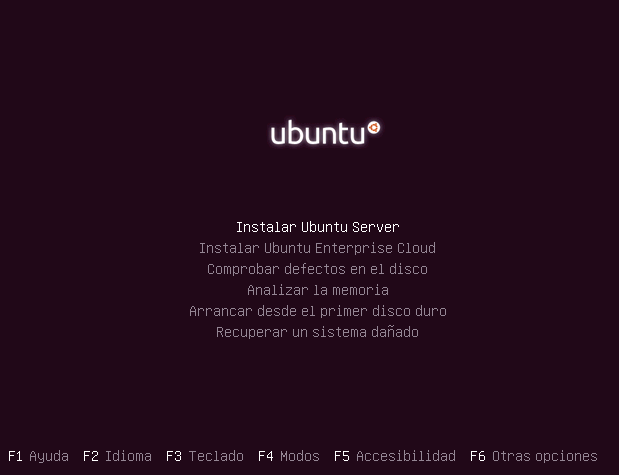 ubuntu
Instalar Ubuntu Server
Instalar Ubuntu Enterprise Cloud
Comprobar defectos en el disco
Analizar la memoria
Arrancar desde el primer disco duro
Recuperar un sistema dañado
F1 Ayuda F2 Idioma F3 Teclado F4 Modos F5 Accesibilidad F6 Otras opciones